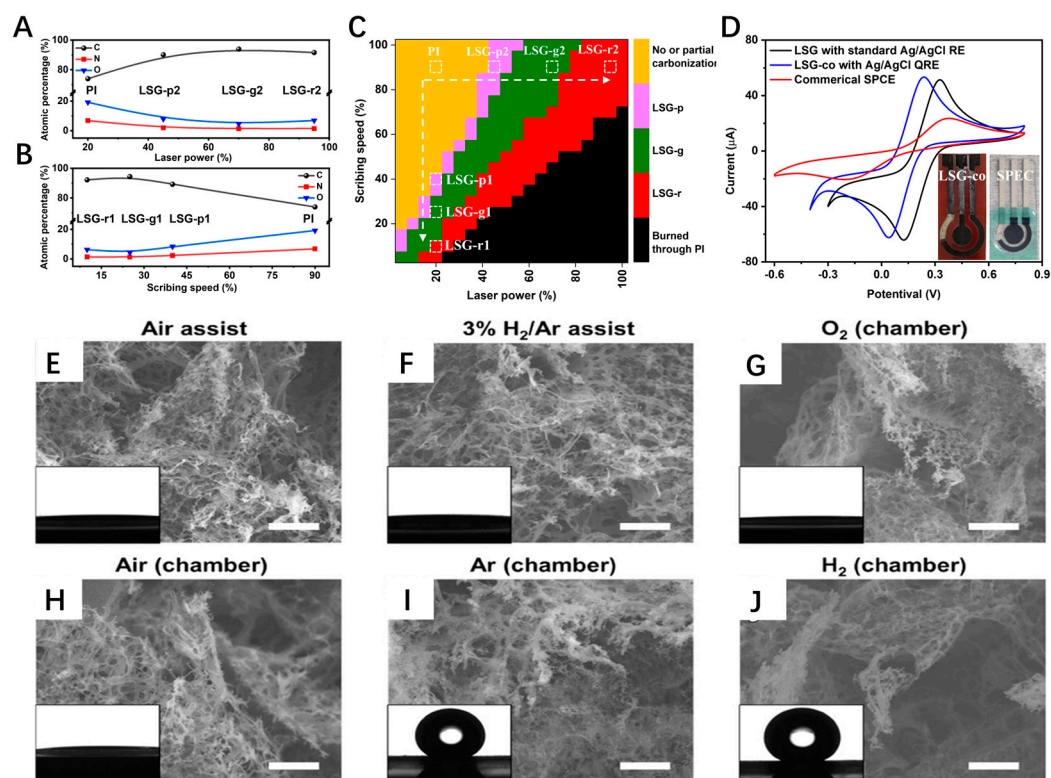 A
Atomic percentage (%)
100
80
20
0
C
N
O
PI
LSG-p2
LSG-g2
LSG-r2
20
40
60
80
100
Laser power (%)
B
Atomic percentage (%)
100
80
20
0
C
N
O
LSG-r1
LSG-g1
LSG-p1
PI
15
30
45
60
75
90
Scribing speed (%)
C
Scribing speed (%)
100
80
60
40
20
PI
LSG-p2
LSG-g2
LSG-r2
LSG-p1
LSG-g1
LSG-r1
20
40
60
80
100
Laser power (%)
No or partial
carbonization
LSG-p
LSG-g
LSG-r
Burned
through PI
D
Current (μA)
80
40
0
-40
-80
LSG with standard Ag/AgCl RE
LSG-co with Ag/AgCl QRE
Commerical SPCE
LSG-co
SPEC
-0.6
-0.3
0.0
0.3
0.6
0.9
Potentival (V)
Air assist
3% H₂/Ar assist
O₂ (chamber)
E
F
G
Air (chamber)
Ar (chamber)
H₂ (chamber)
H
I
J